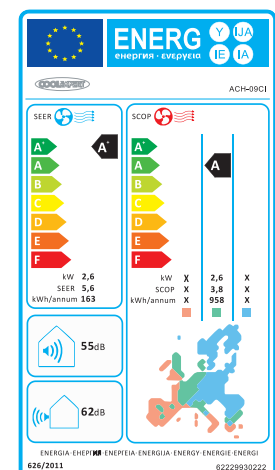 ENERG Y IJA
енергия · ενεργεια IE IA
COOLEXPERT
ACH-09CI
SEER SCOP
A+ A+ A+
A A A
B B
C C
D D
E E
F F
kW 2,6 kW X 2,6 X
SEER 5,6 SCOP X 3,8 X
kWh/annum 163 kWh/annum X 958 X
55dB
62dB
ENERGIA·ЕНЕРГИЯ·ΕΝΕΡΓΕΙΑ·ENERGIJA·ENERGY·ENERGIE·ENERGI
626/2011 62229930222